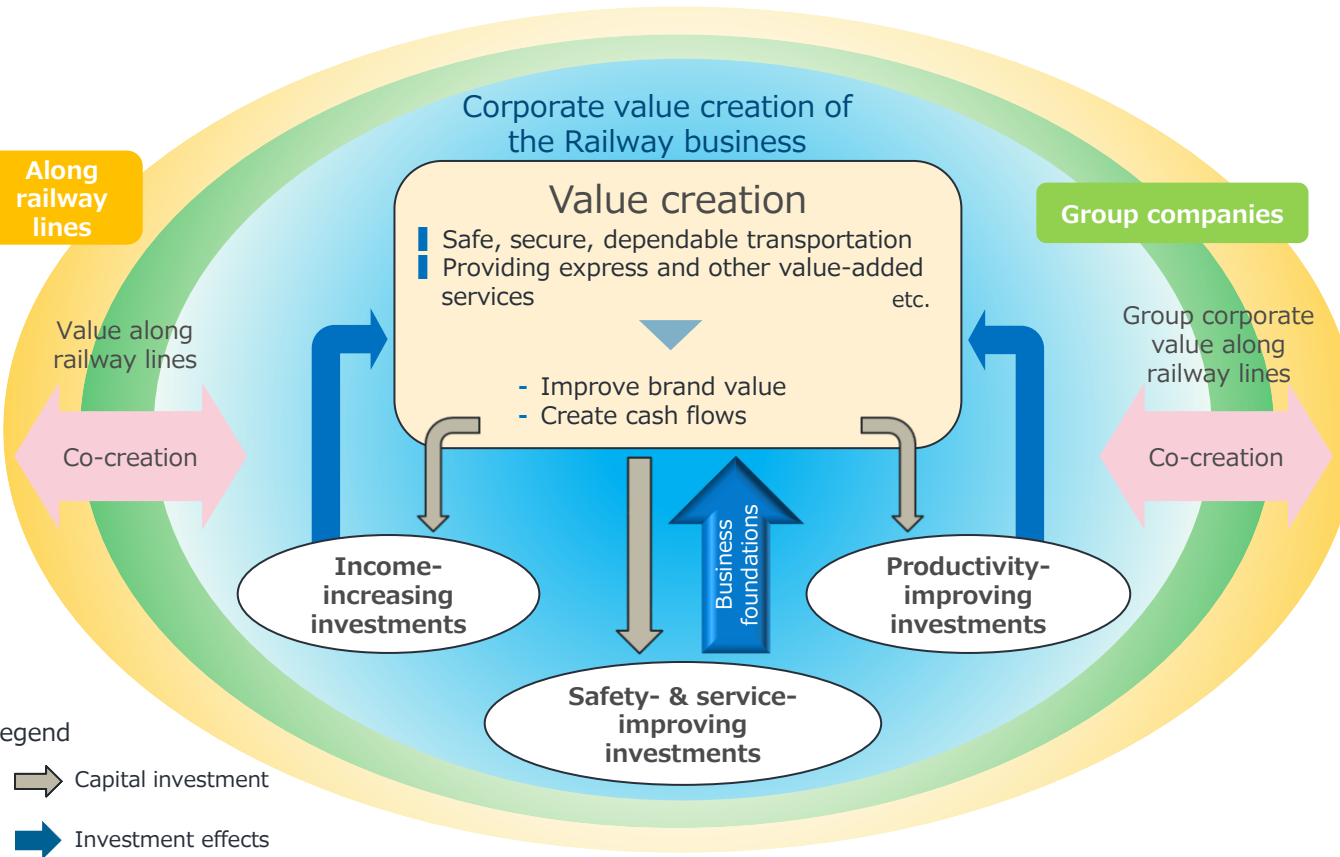 Corporate value creation of
the Railway business
Along
railway
lines
Value creation
Safe, secure, dependable transportation
Providing express and other value-added
services
etc.
- Improve brand value
- Create cash flows
Group companies
Value along
railway lines
Co-creation
Group corporate
value along
railway lines
Co-creation
Income-
increasing
investments
Business
foundations
Productivity-
improving
investments
Safety- & service-
improving
investments
egend
Capital investment
Investment effects